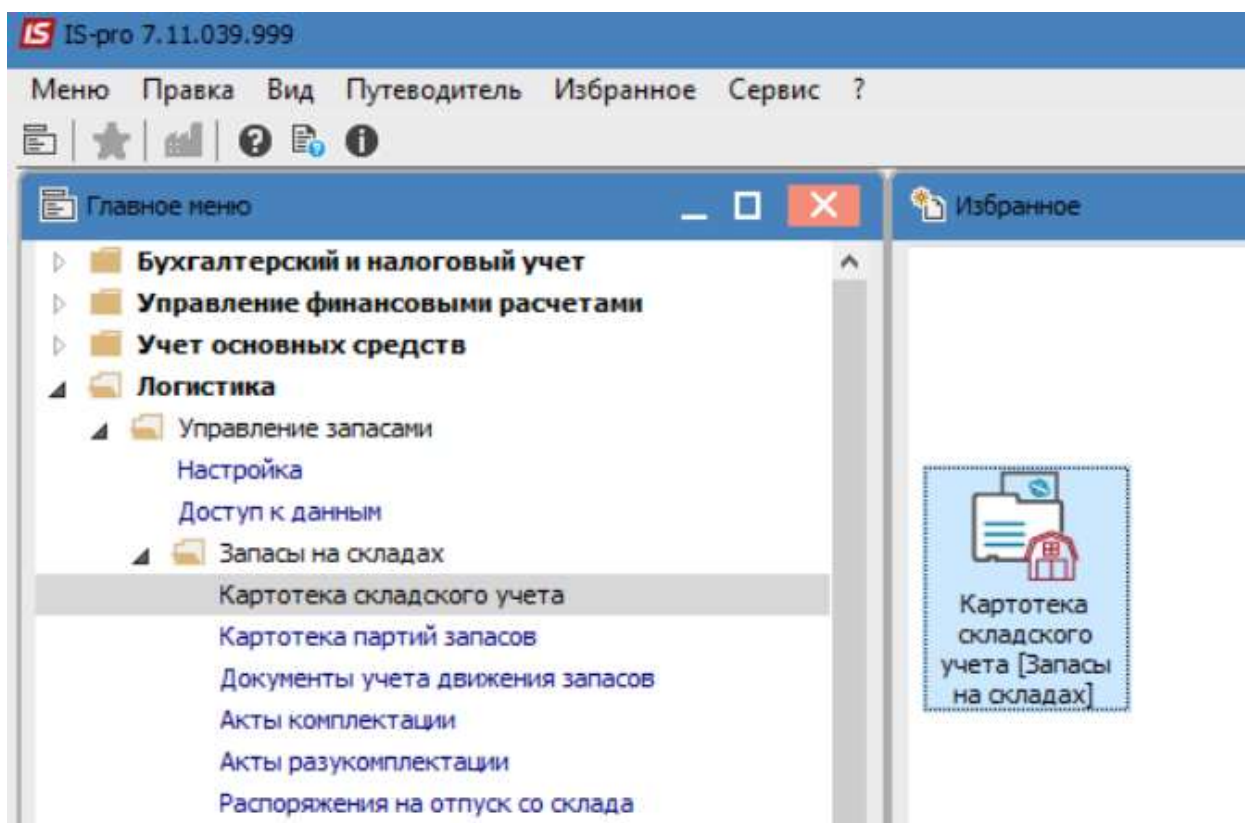 IS IS-pro 7.11.039.999
Меню Правка Вид Путеводитель Избранное Сервис ?
Главное меню
Бухгалтерский и налоговый учет
Управление финансовыми расчетами
Учет основных средств
Логистика
Управление запасами
Настройка
Доступ к данным
Запасы на складах
Картотека складского учета
Картотека партий запасов
Документы учета движения запасов
Акты комплектации
Акты разукомплектации
Распоряжения на отпуск со склада
Избранное
Картотека
складского
учета [Запасы
на складах]